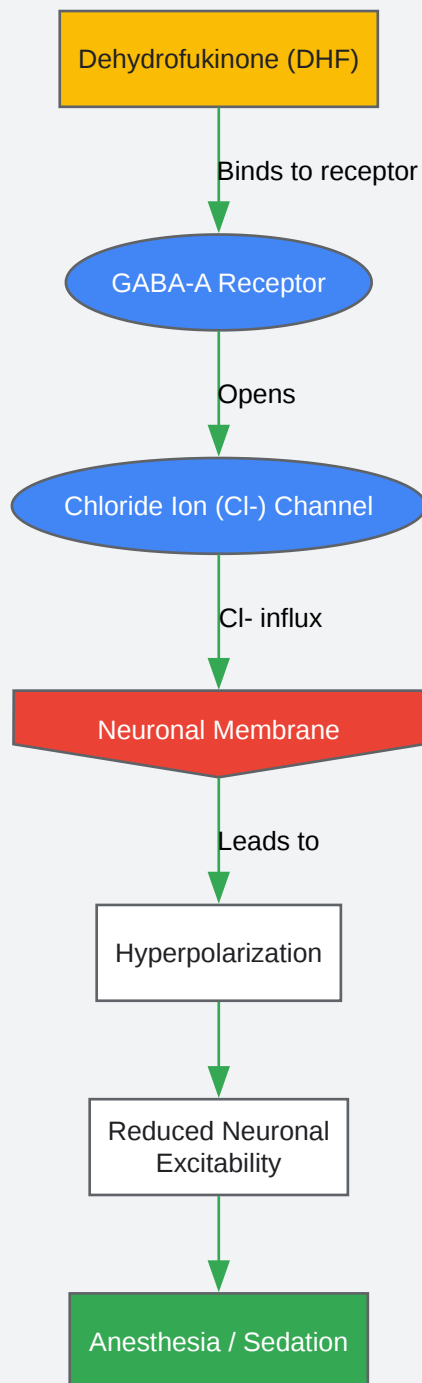 Dehydrofukinone (DHF)
Binds to receptor
GABA-A Receptor
Opens
Chloride Ion (Cl-) Channel
Cl- influx
Neuronal Membrane
Leads to
Hyperpolarization
Reduced Neuronal
Excitability
Anesthesia / Sedation